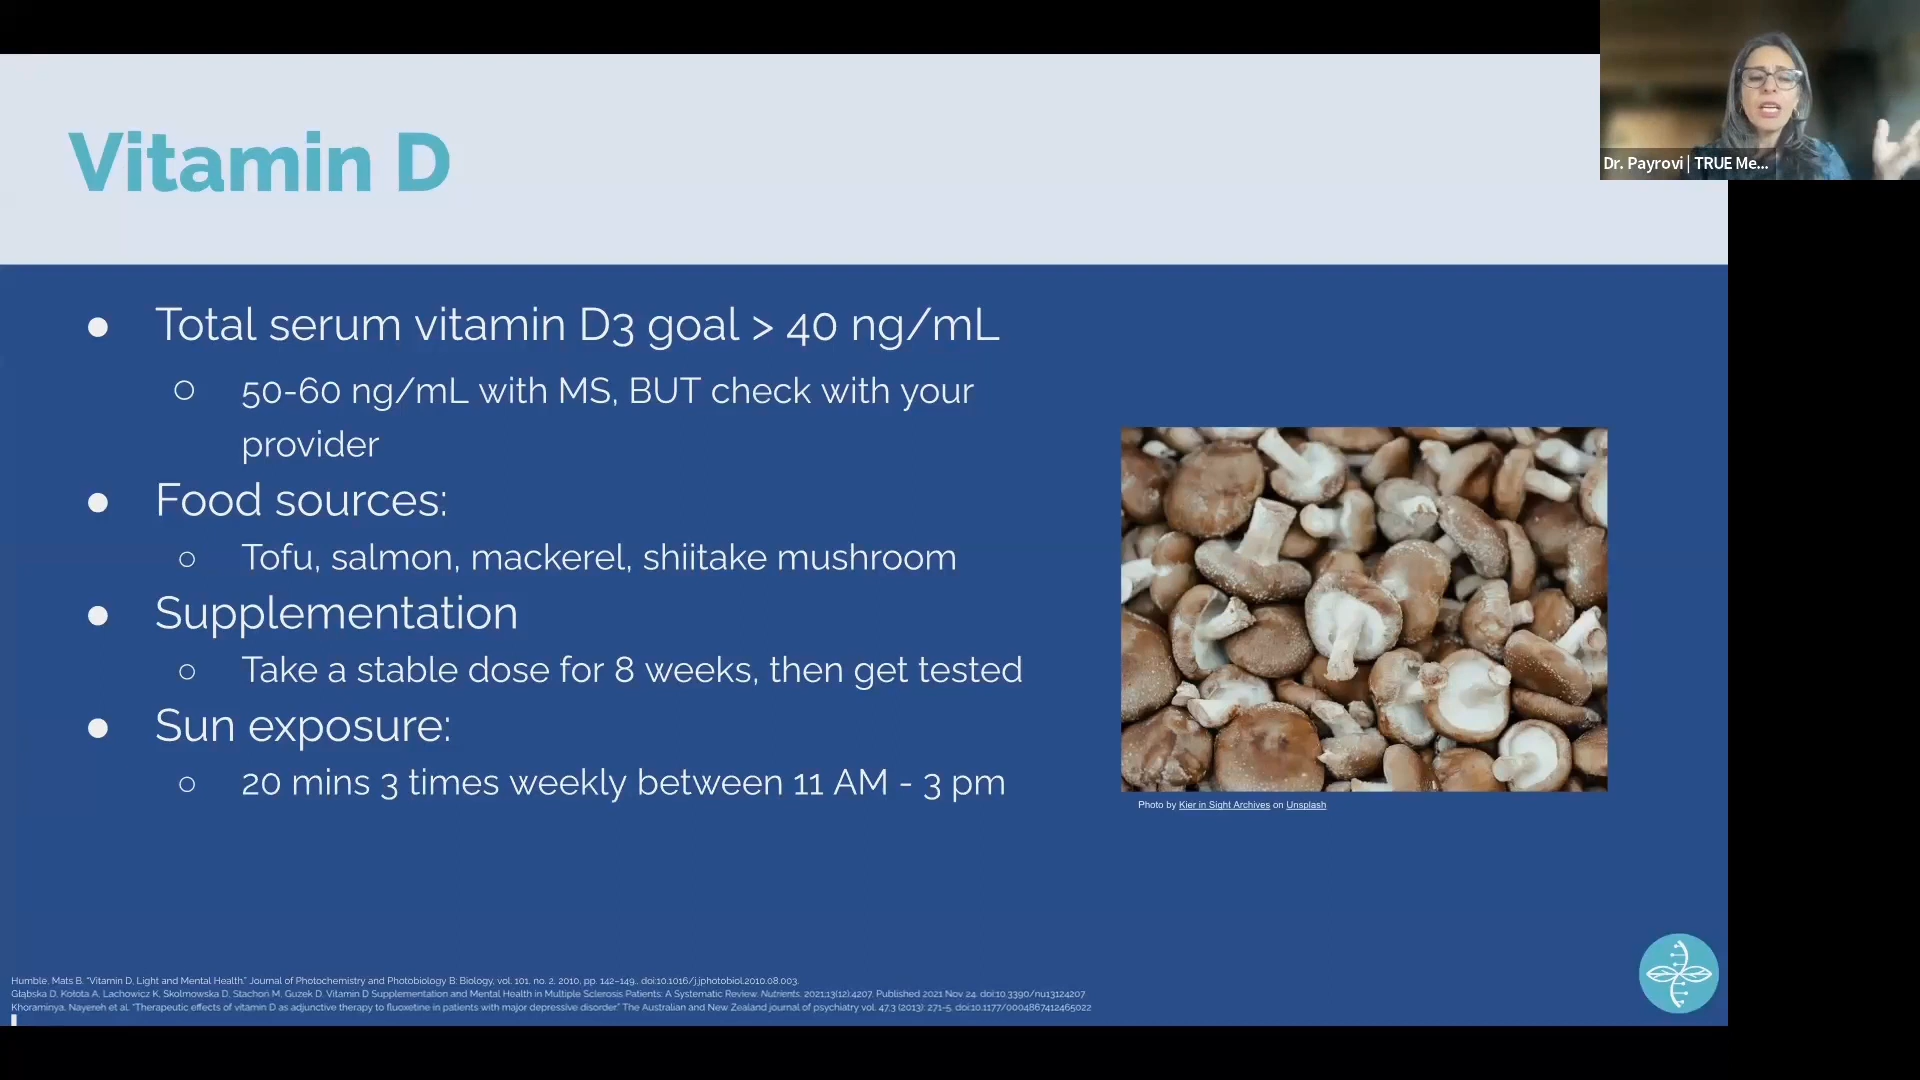 Vitamin D
Dr. Payrovi | TRUE Me...
● Total serum vitamin D3 goal > 40 ng/mL
○ 50-60 ng/mL with MS, BUT check with your
provider
● Food sources:
○ Tofu, salmon, mackerel, shiitake mushroom
● Supplementation
○ Take a stable dose for 8 weeks, then get tested
● Sun exposure:
○ 20 mins 3 times weekly between 11 AM - 3 pm
Photo by Kier in Sight Archives on Unsplash
Humble, Mats B. "Vitamin D, Light and Mental Health." Journal of Photochemistry and Photobiology B: Biology, vol. 101, no. 2, 2010, pp. 142-149., doi:10.1016/j.jphotobiol.2010.08.003.
Głąbska D, Kołota A, Lachowicz K, Skolmowska D, Stachoń M, Guzek D. Vitamin D Supplementation and Mental Health in Multiple Sclerosis Patients: A Systematic Review. Nutrients. 2021;13(12):4207. Published 2021 Nov 24. doi:10.3390/nu13124207
Khoraminya, Nayereh et al. "Therapeutic effects of vitamin D as adjunctive therapy to fluoxetine in patients with major depressive disorder." The Australian and New Zealand journal of psychiatry vol. 47,3 (2013): 271-5. doi:10.1177/0004867412465022